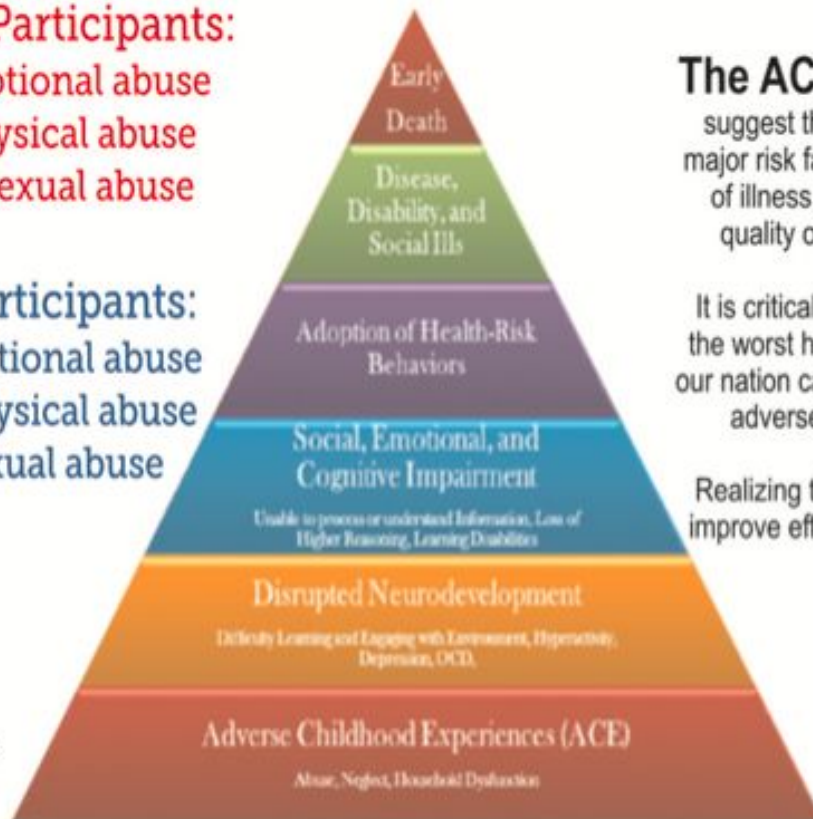 Participants:
otional abuse
ysical abuse
exual abuse
rticipants:
tional abuse
ysical abuse
xual abuse
Early
Death
Disease,
Disability, and
Social Ills
Adoption of Health-Risk
Behaviors
Social, Emotional, and
Cognitive Impairment
Unable to process or understand Information, Loss of
Higher Reasoning, Learning Disabilities
Disrupted Neurodevelopment
Difficulty Learning and Engaging with Environment, Hyperactivity,
Depression, OCD,
Adverse Childhood Experiences (ACE)
Abuse, Neglect, Household Dysfunction
The AC
suggest th
major risk fa
of illness
quality o
It is critical
the worst h
our nation ca
adverse
Realizing t
improve eff